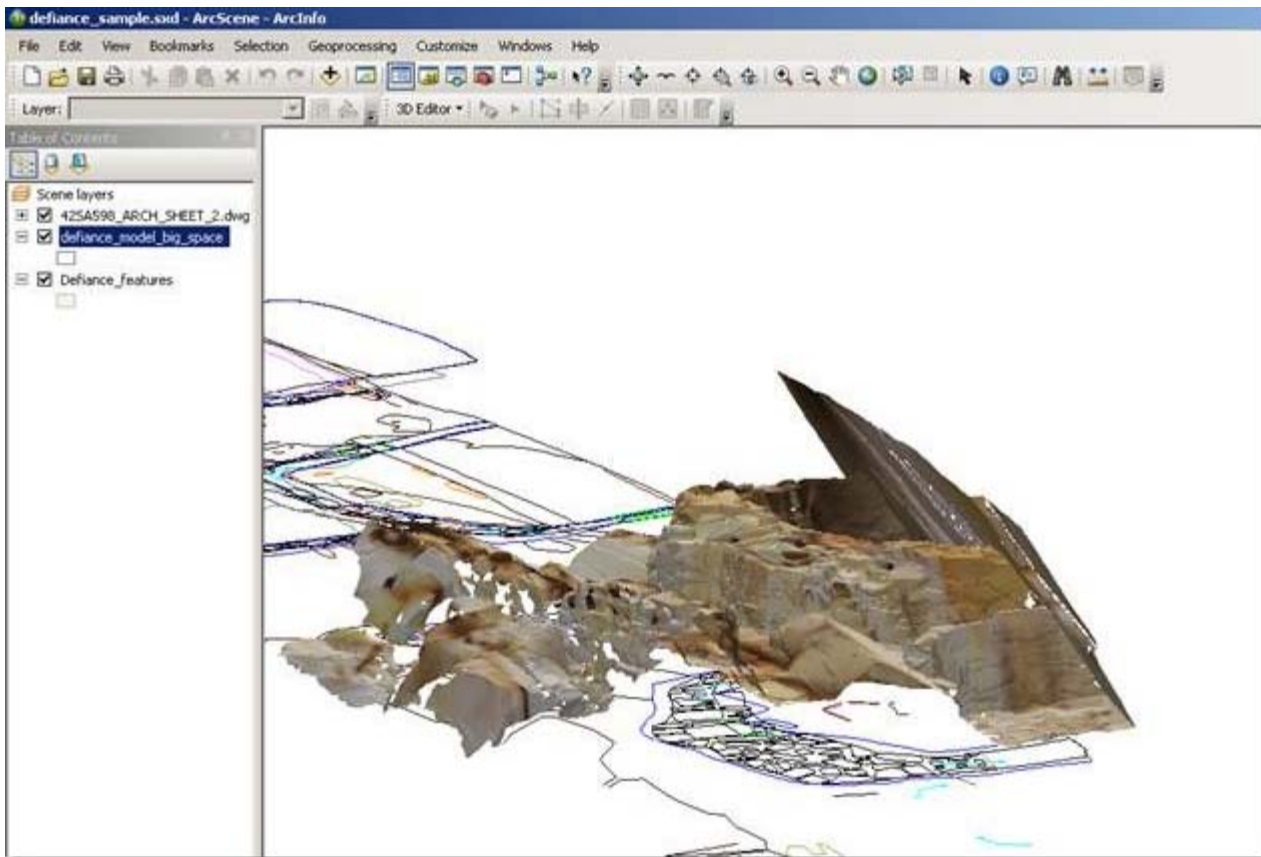 defiance_sample.sxd - ArcScene - ArcInfo
File Edit View Bookmarks Selection Geoprocessing Customize Windows Help
Layer:
3D Editor
Table of Contents
Scene layers
42SA598_ARCH_SHEET_2.dwg
defiance_model_big_space
Defiance_features